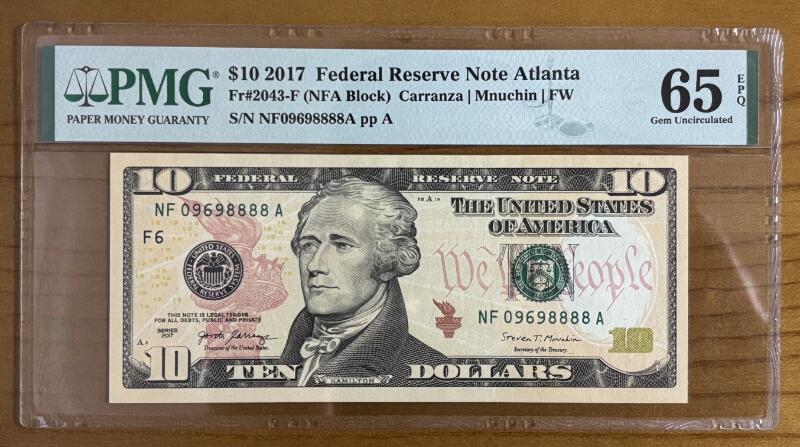 PMG
PAPER MONEY GUARANTY
$10 2017 Federal Reserve Note Atlanta
Fr#2043-F (NFA Block) Carranza | Mnuchin | FW
S/N NF09698888A pp A
65 EPQ
Gem Uncirculated
10 FEDERAL RESERVE NOTE 10
NF 09698888 A
F6
THE UNITED STATES
OF AMERICA
We The People
NF 09698888 A
THIS NOTE IS LEGAL TENDER
FOR ALL DEBTS, PUBLIC AND PRIVATE
SERIES
2017
Treasurer of the United States.
Steven T. Mnuchin
Secretary of the Treasury.
10
10 TEN HAMILTON DOLLARS